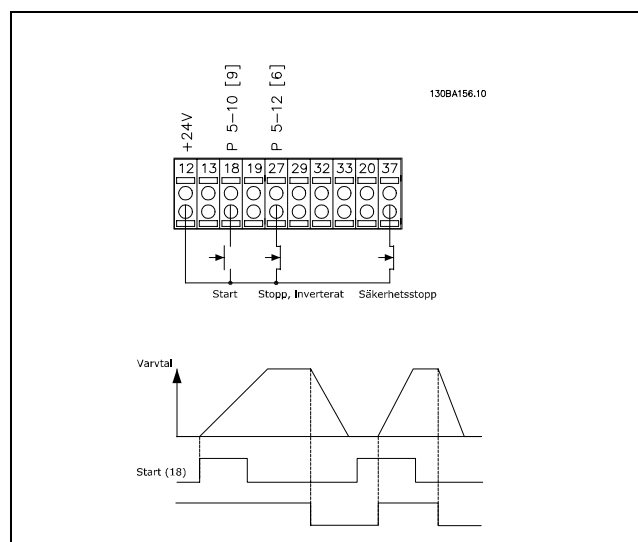 130BA156.10
+24V
P 5-10 [9]
P 5-12 [6]
12 13 18 19 27 29 32 33 20 37
Start Stopp, Inverterat Säkerhetsstopp
Varvtal
Start (18)